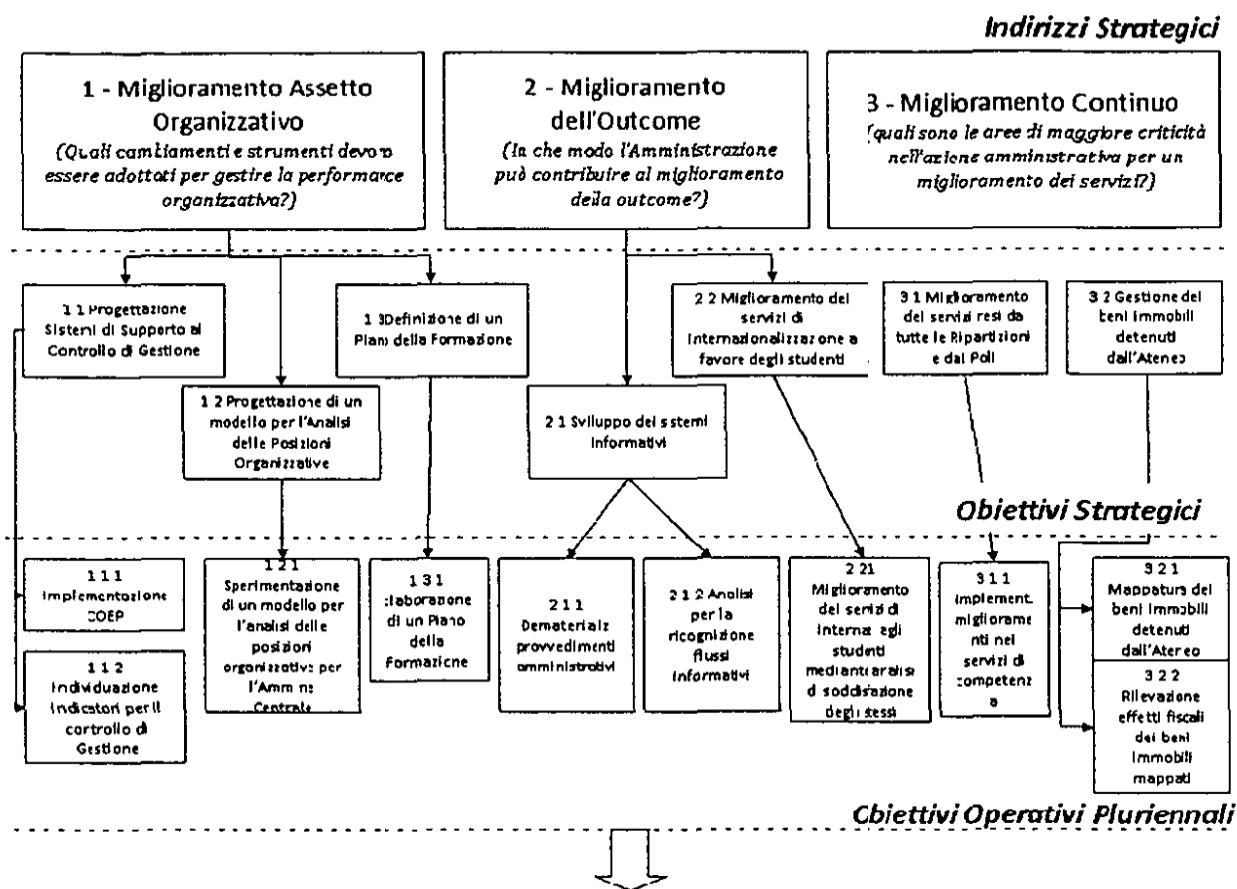 Indirizzi Strategici
1 - Miglioramento Assetto
Organizzativo
(Quali cambiamenti e strumenti devono
essere adottati per gestire la performance
organizzativa?)
2 - Miglioramento
dell'Outcome
(In che modo l'Amministrazione
può contribuire al miglioramento
della outcome?)
3 - Miglioramento Continuo
(quali sono le aree di maggiore criticità
nell'azione amministrativa per un
miglioramento dei servizi?)
1 1 Progettazione
Sistemi di Supporto al
Controllo di Gestione
1 3Definizione di un
Piano della Formazione
2 2 Miglioramento dei
servizi di
Internazionalizzazione a
favore degli studenti
3 1 Miglioramento
dei servizi resi da
tutte le Ripartizioni
e dai Poli
3 2 Gestione dei
beni immobili
detenuti
dall'Ateneo
1 2 Progettazione di un
modello per l'Analisi
delle Posizioni
Organizzative
2 1 Sviluppo dei sistemi
Informativi
Obiettivi Strategici
1 1 1
Implementazione
COEP
1 1 2
Individuazione
Indicatori per il
controllo di
Gestione
1 2 1
Sperimentazione
di un modello per
l'analisi delle
posizioni
organizzative per
l'Ammine
Centrale
1 3 1
Elaborazione
di un Piano
della
Formazione
2 1 1
Dematerializ
provvedimenti
amministrativi
2 1 2 Analisi
per la
ricognizione
flussi
Informativi
2 21
Miglioramento
dei servizi di
Internaz agli
studenti
mediante analisi
di soddisfazione
degli stessi
3 1 1
Implement.
migliorame
nti nei
servizi di
competenz
a
3 2 1
Mappatura dei
beni immobili
detenuti
dall'Ateneo
3 2 2
Rilevazione
effetti fiscali
dei beni
immobili
mappati
Obiettivi Operativi Pluriennali